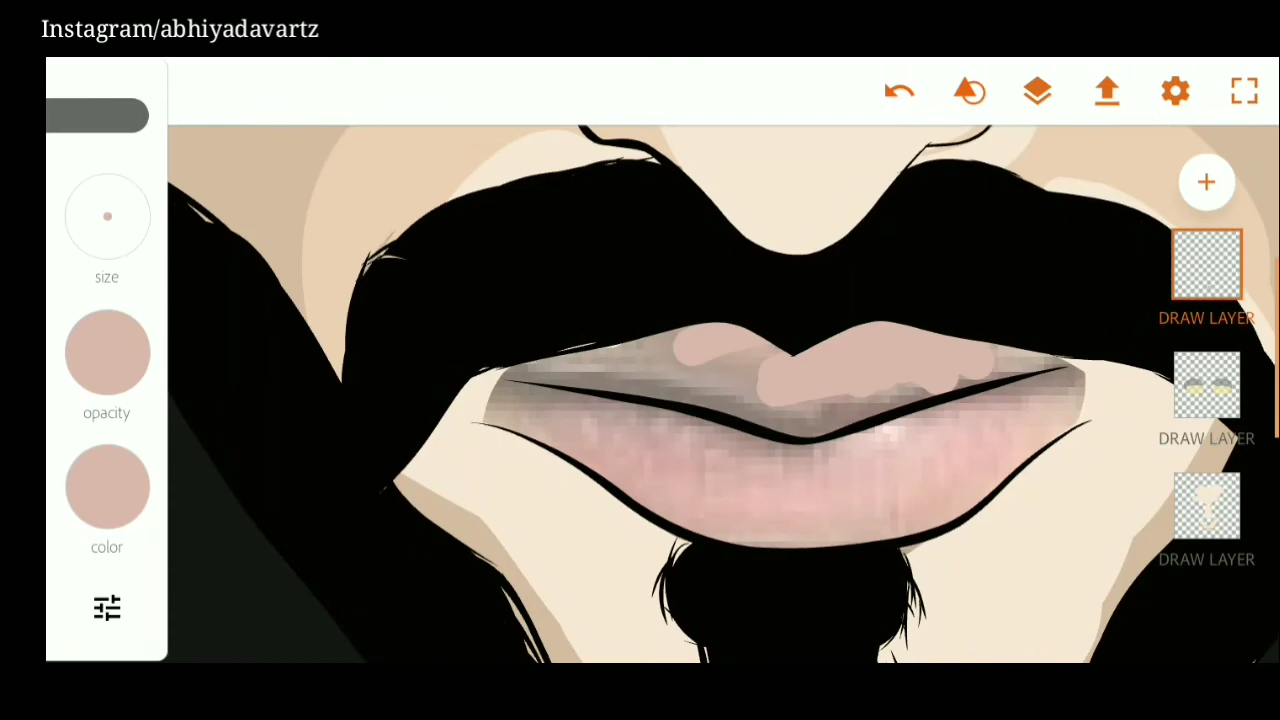 Instagram/abhiyadavartz
size
opacity
color
DRAW LAYER
DRAW LAYER
DRAW LAYER